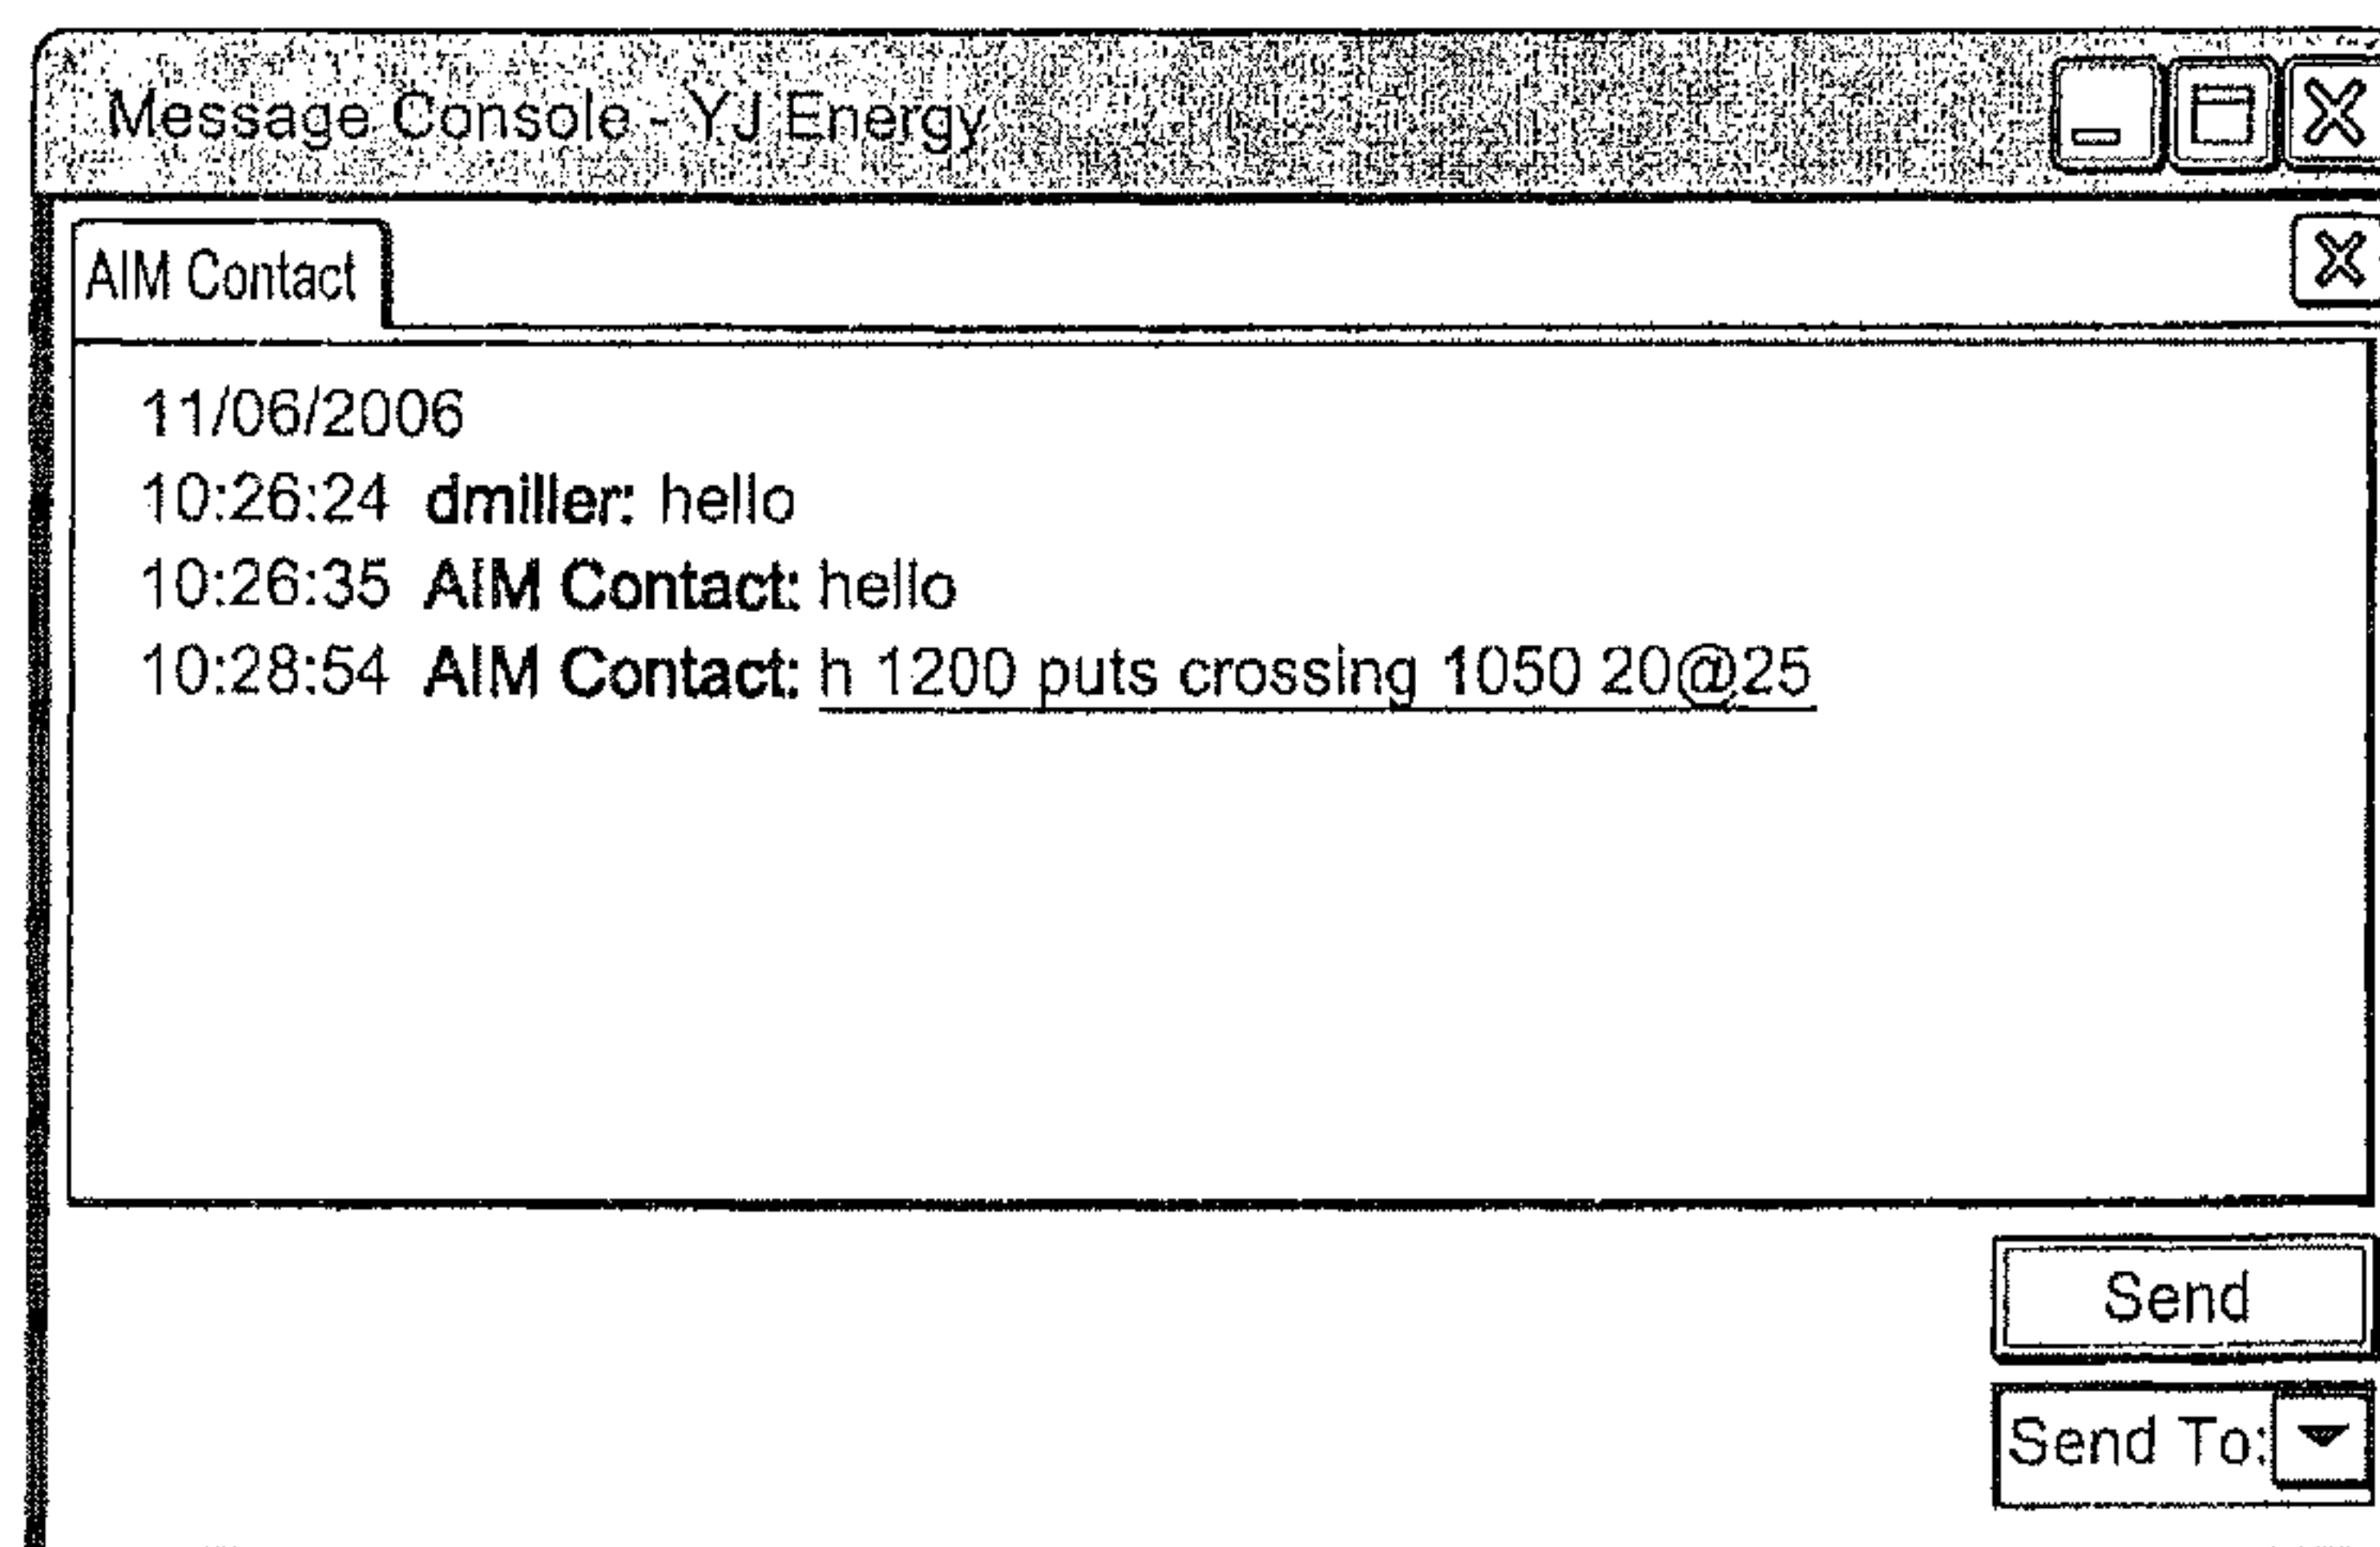 Message Console - YJ Energy
AIM Contact
11/06/2006
10:26:24 dmiller: hello
10:26:35 AIM Contact: hello
10:28:54 AIM Contact: h 1200 puts crossing 1050 20@25
Send
Send To: